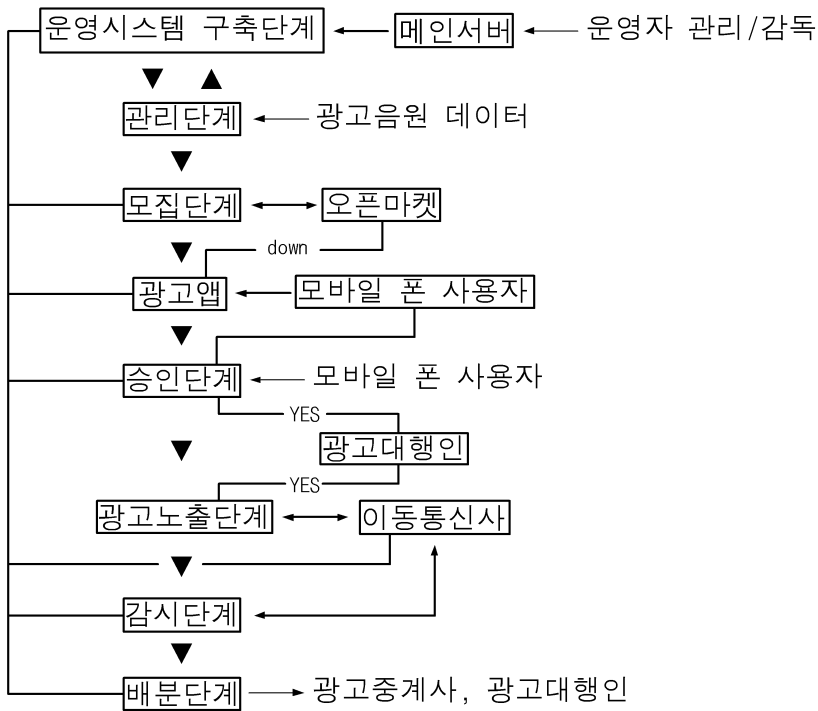 운영시스템 구축단계 메인서버 운영자 관리/감독
관리단계 광고음원 데이터
모집단계 오픈마켓
down
광고앱 모바일 폰 사용자
승인단계 모바일 폰 사용자
YES
광고대행인
YES
광고노출단계 이동통신사
감시단계
배분단계 광고중계사, 광고대행인